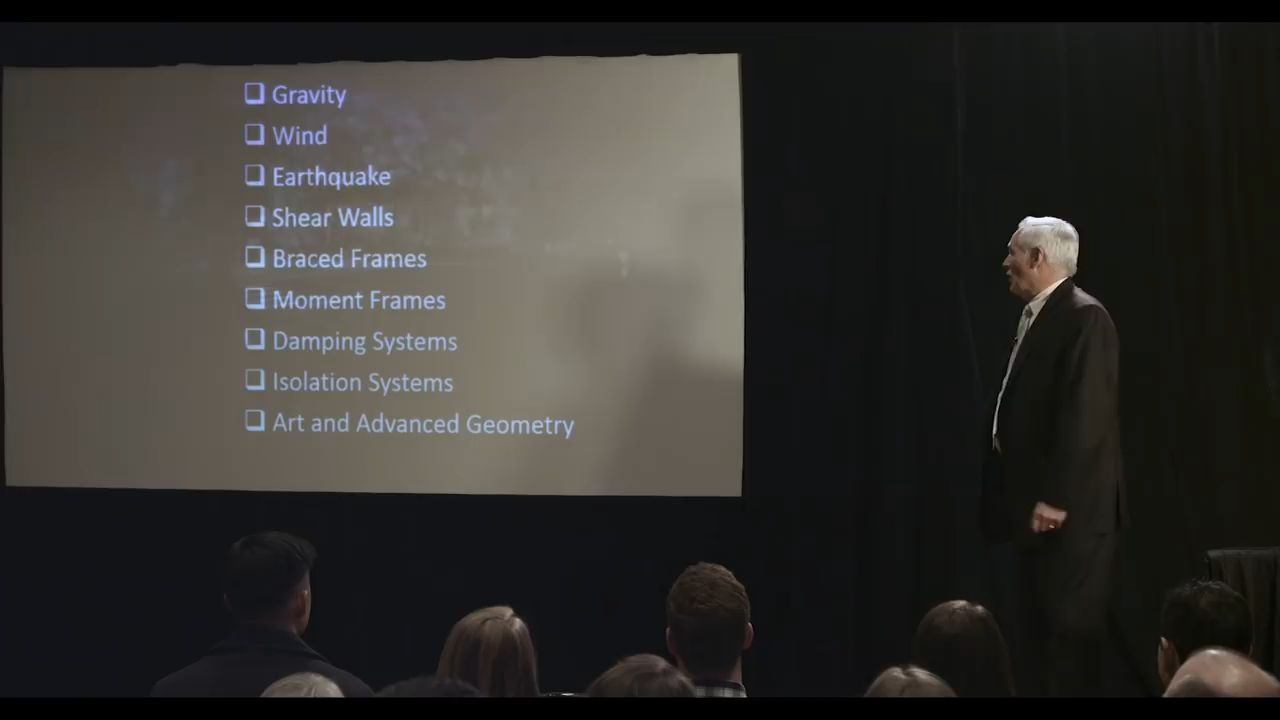 ❑ Gravity
❑ Wind
❑ Earthquake
❑ Shear Walls
❑ Braced Frames
❑ Moment Frames
❑ Damping Systems
❑ Isolation Systems
❑ Art and Advanced Geometry